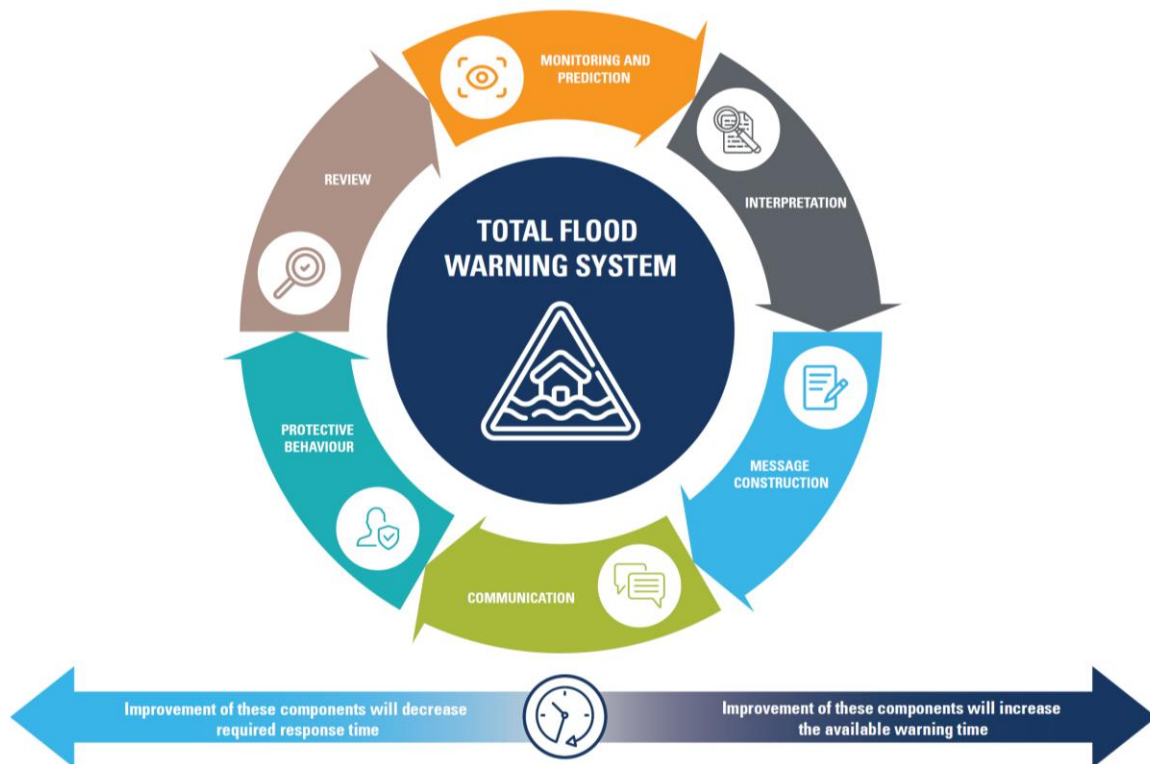 MONITORING AND
PREDICTION
INTERPRETATION
REVIEW
TOTAL FLOOD
WARNING SYSTEM
MESSAGE
CONSTRUCTION
PROTECTIVE
BEHAVIOUR
COMMUNICATION
Improvement of these components will decrease
required response time
Improvement of these components will increase
the available warning time